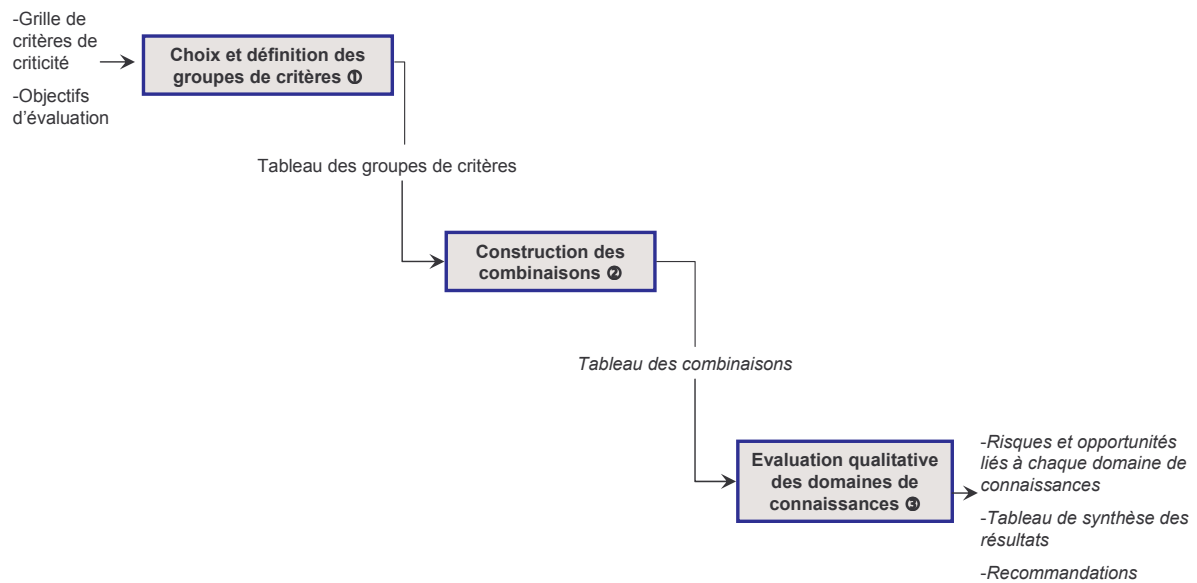 -Grille de
critères de
criticité
-Objectifs
d'évaluation
Choix et définition des
groupes de critères ①
Tableau des groupes de critères
Construction des
combinaisons ②
Tableau des combinaisons
Evaluation qualitative
des domaines de
connaissances ③
-Risques et opportunités
liés à chaque domaine de
connaissances
-Tableau de synthèse des
résultats
-Recommandations